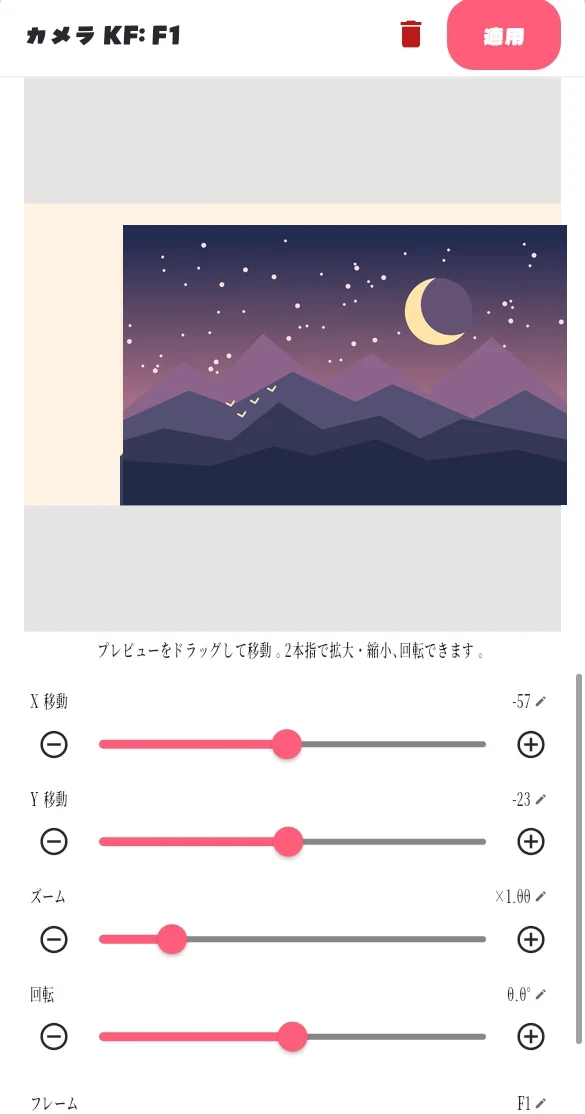 カメラ KF: F1
適用
プレビューをドラッグして移動。2本指で拡大・縮小、回転できます。
X 移動
-57
Y 移動
-23
ズーム
×1.00
回転
0.0°
フレーム
F1